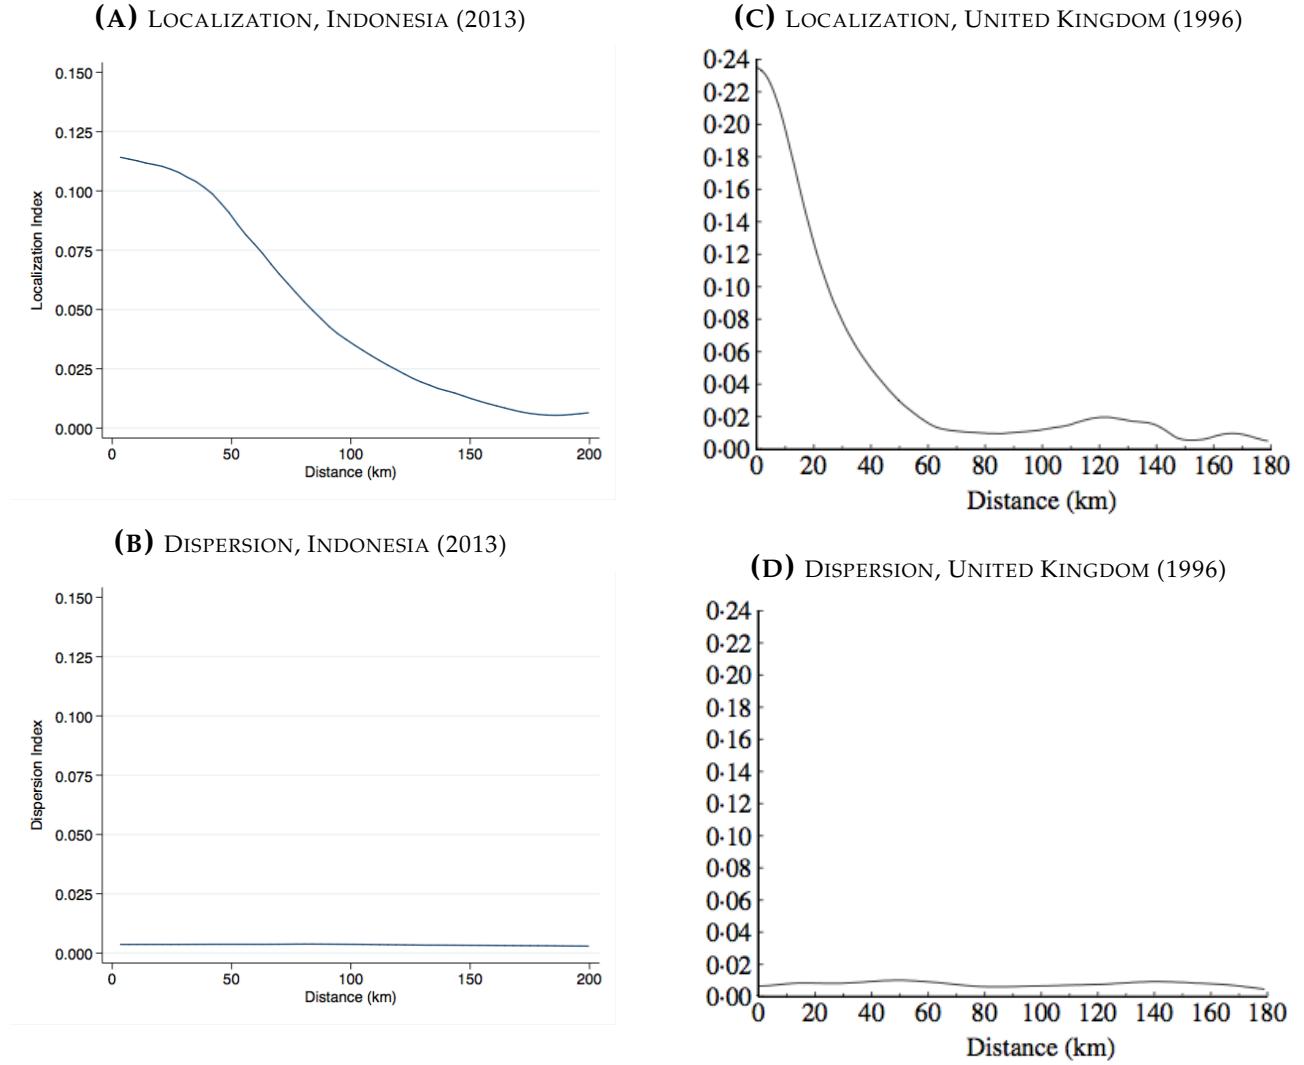 (A) LOCALIZATION, INDONESIA (2013)
0.150
0.125
0.100
0.075
0.050
0.025
0.000
Localization Index
0 50 100 150 200
Distance (km)
(B) DISPERSION, INDONESIA (2013)
0.150
0.125
0.100
0.075
0.050
0.025
0.000
Dispersion Index
0 50 100 150 200
Distance (km)
(C) LOCALIZATION, UNITED KINGDOM (1996)
0·24
0·22
0·20
0·18
0·16
0·14
0·12
0·10
0·08
0·06
0·04
0·02
0·00
0 20 40 60 80 100 120 140 160 180
Distance (km)
(D) DISPERSION, UNITED KINGDOM (1996)
0·24
0·22
0·20
0·18
0·16
0·14
0·12
0·10
0·08
0·06
0·04
0·02
0·00
0 20 40 60 80 100 120 140 160 180
Distance (km)